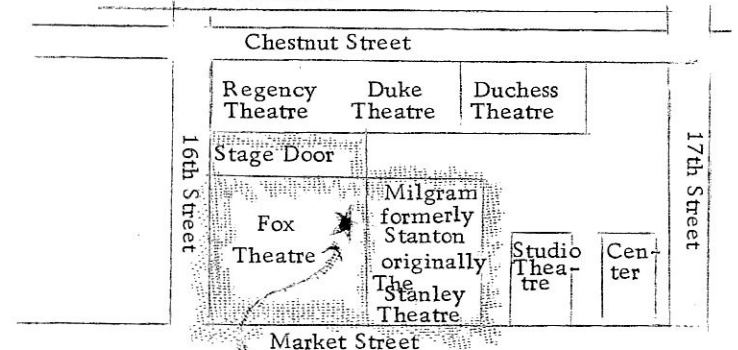 Chestnut Street
Regency
Theatre
Duke
Theatre
Duchess
Theatre
16th Street
17th Street
Stage Door
Fox
Theatre
Milgram
formerly
Stanton
originally
The
Stanley
Theatre
Studio
Thea-
tre
Cen-
ter
Market Street